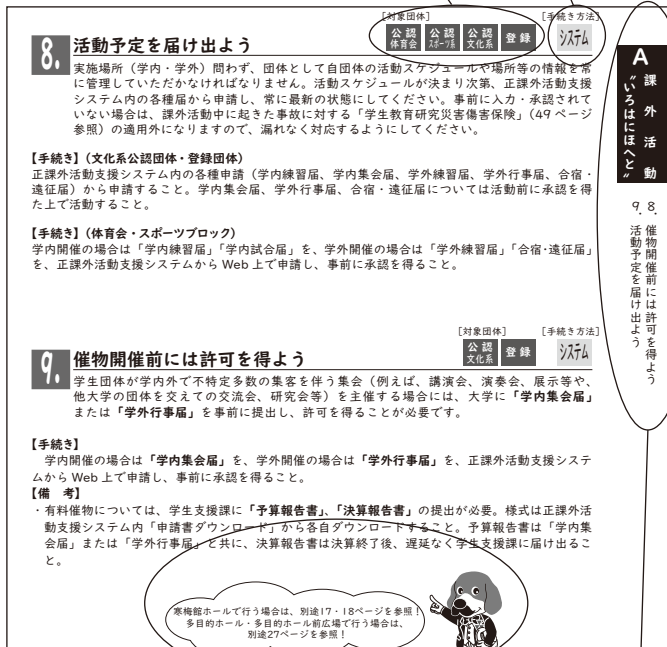 [対象団体]
[手続き方法]
8. 活動予定を届け出よう
公認 体育会
公認 スポーツ系
公認 文化系
登録
システム
実施場所（学内・学外）問わず、団体として自団体の活動スケジュールや場所等の情報を常
に管理していただかなければなりません。活動スケジュールが決まり次第、正課外活動支援
システム内の各種届から申請し、常に最新の状態にしてください。事前に入力・承認されて
いない場合は、課外活動中に起きた事故に対する「学生教育研究災害傷害保険」（49 ページ
参照）の適用外になりますので、漏れなく対応するようにしてください。
【手続き】（文化系公認団体・登録団体）
正課外活動支援システム内の各種申請（学内練習届、学内集会届、学外練習届、学外行事届、合宿・
遠征届）から申請すること。学内集会届、学外行事届、合宿・遠征届については活動前に承認を得
た上で活動すること。
【手続き】（体育会・スポーツブロック）
学内開催の場合は「学内練習届」「学内試合届」を、学外開催の場合は「学外練習届」「合宿・遠征届」
を、正課外活動支援システムから Web 上で申請し、事前に承認を得ること。
[対象団体]
[手続き方法]
9. 催物開催前には許可を得よう
公認 文化系
登録
システム
学生団体が学内外で不特定多数の集客を伴う集会（例えば、講演会、演奏会、展示等や、
他大学の団体を交えての交流会、研究会等）を主催する場合には、大学に「学内集会届」
または「学外行事届」を事前に提出し、許可を得ることが必要です。
【手続き】
学内開催の場合は「学内集会届」を、学外開催の場合は「学外行事届」を、正課外活動支援システ
ムから Web 上で申請し、事前に承認を得ること。
【備　考】
・有料催物については、学生支援課に「予算報告書」、「決算報告書」の提出が必要。様式は正課外活
動支援システム内「申請書ダウンロード」から各自ダウンロードすること。予算報告書は「学内集
会届」または「学外行事届」と共に、決算報告書は決算終了後、遅延なく学生支援課に届け出るこ
と。
寒梅館ホールで行う場合は、別途17・18ページを参照！
多目的ホール・多目的ホール前広場で行う場合は、
別途27ページを参照！
A
課外活動
"いろはにほへと"
8. 催物開催前には許可を得よう
9. 活動予定を届け出よう